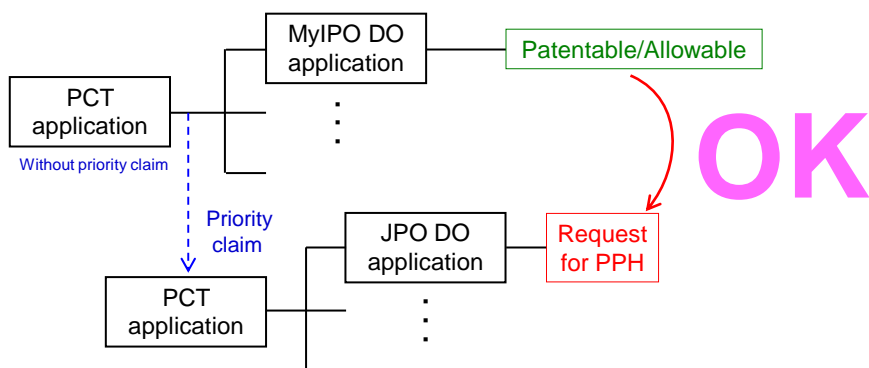 MyIPO DO
application
Patentable/Allowable
PCT
application
Without priority claim
OK
Priority
claim
JPO DO
application
Request
for PPH
PCT
application